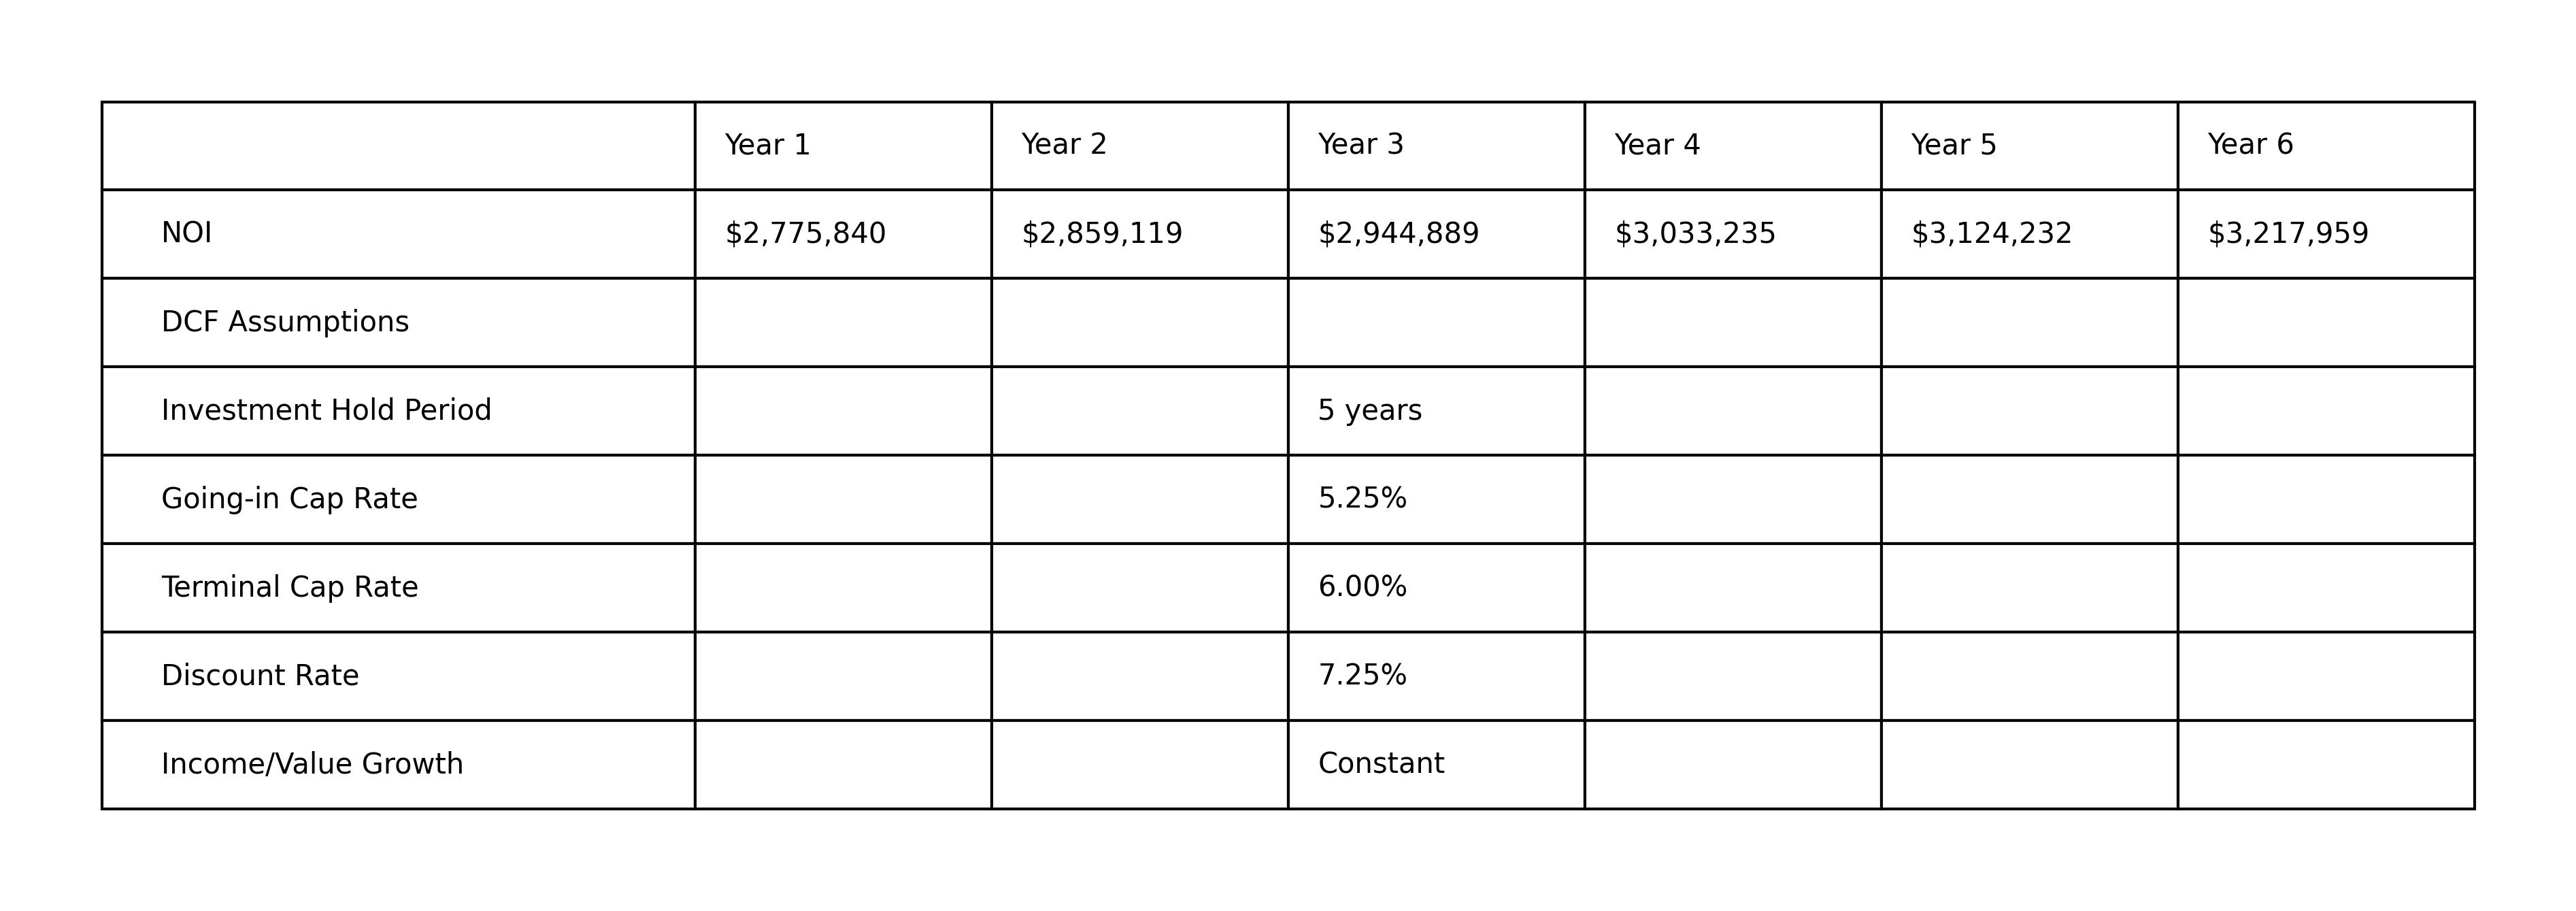 Year 1 Year 2 Year 3 Year 4 Year 5 Year 6
NOI $2,775,840 $2,859,119 $2,944,889 $3,033,235 $3,124,232 $3,217,959
DCF Assumptions
Investment Hold Period 5 years
Going-in Cap Rate 5.25%
Terminal Cap Rate 6.00%
Discount Rate 7.25%
Income/Value Growth Constant